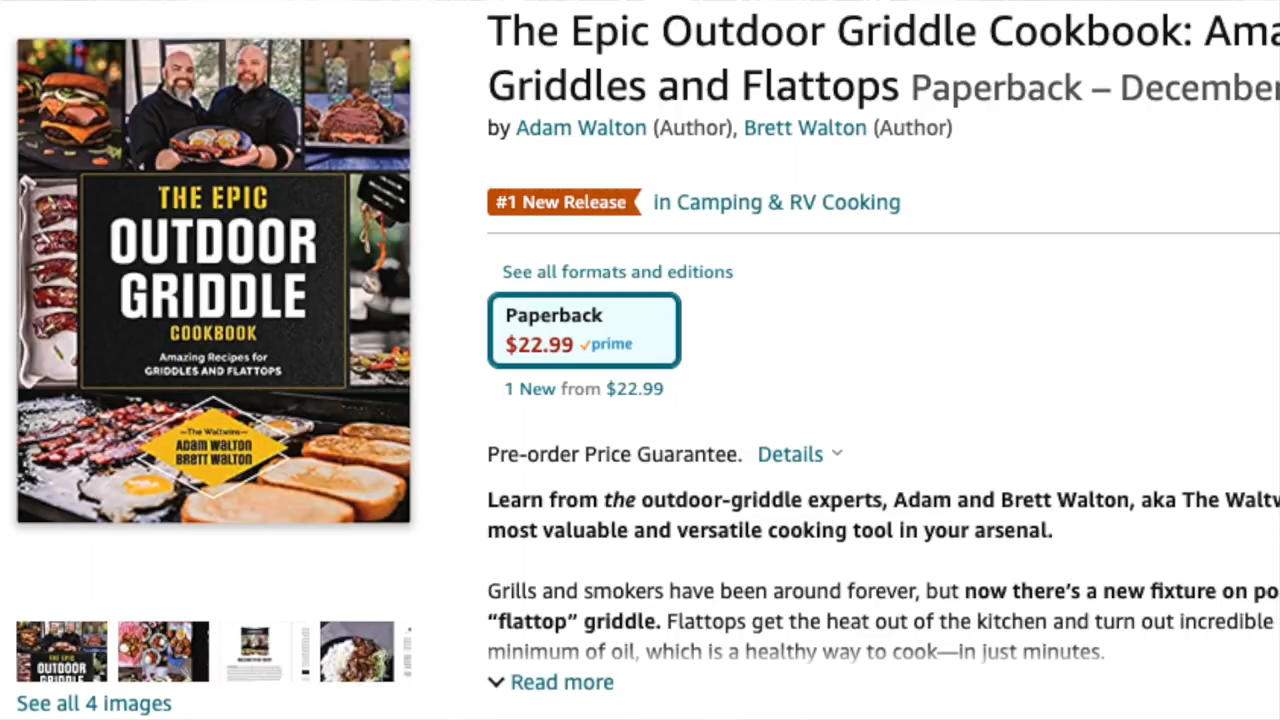 The Epic Outdoor Griddle Cookbook: Ama
Griddles and Flattops Paperback – December
by Adam Walton (Author), Brett Walton (Author)
#1 New Release in Camping & RV Cooking
See all formats and editions
Paperback
$22.99 prime
1 New from $22.99
Pre-order Price Guarantee. Details
Learn from the outdoor-griddle experts, Adam and Brett Walton, aka The Waltw
most valuable and versatile cooking tool in your arsenal.
Grills and smokers have been around forever, but now there's a new fixture on po
“flattop” griddle. Flattops get the heat out of the kitchen and turn out incredible
minimum of oil, which is a healthy way to cook—in just minutes.
Read more
THE EPIC
OUTDOOR
GRIDDLE
COOKBOOK
Amazing Recipes for
GRIDDLES AND FLATTOPS
—The Waltwins—
ADAM WALTON
BRETT WALTON
THE EPIC
OUTDOOR
GRIDDLE
See all 4 images